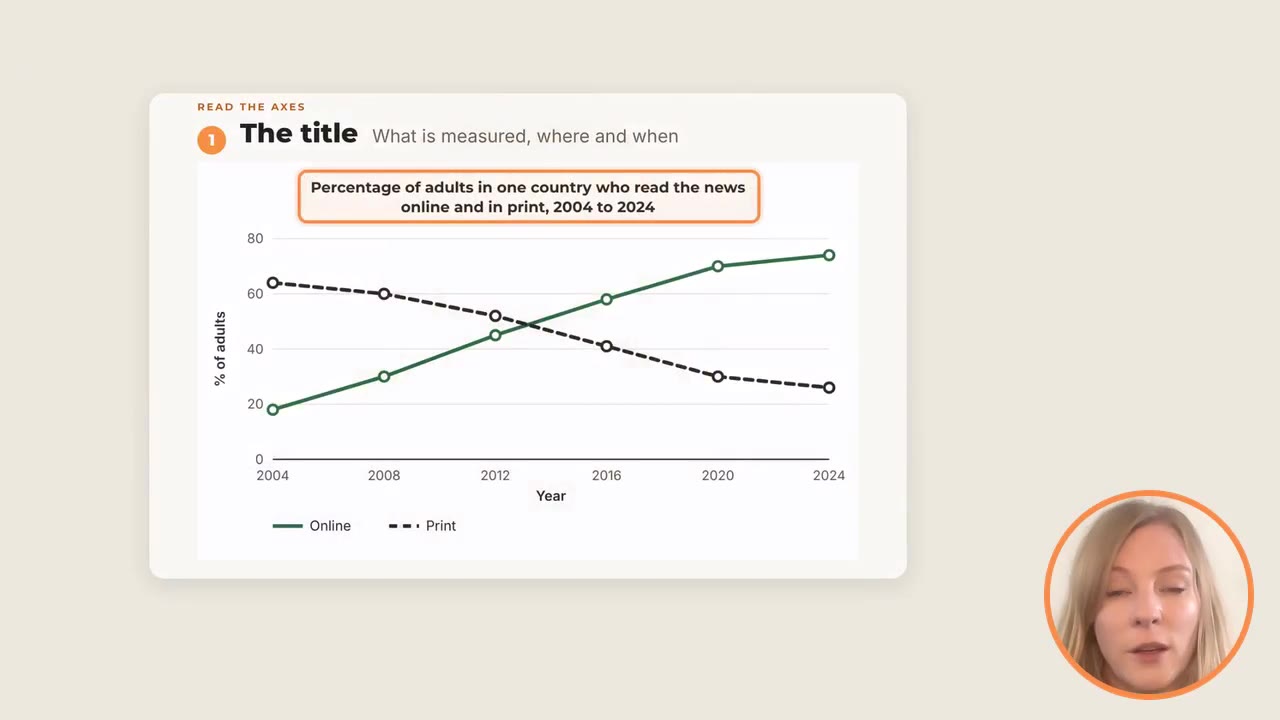 READ THE AXES
1 The title What is measured, where and when
Percentage of adults in one country who read the news
online and in print, 2004 to 2024
80
60
40
20
0
% of adults
2004 2008 2012 2016 2020 2024
Year
Online Print